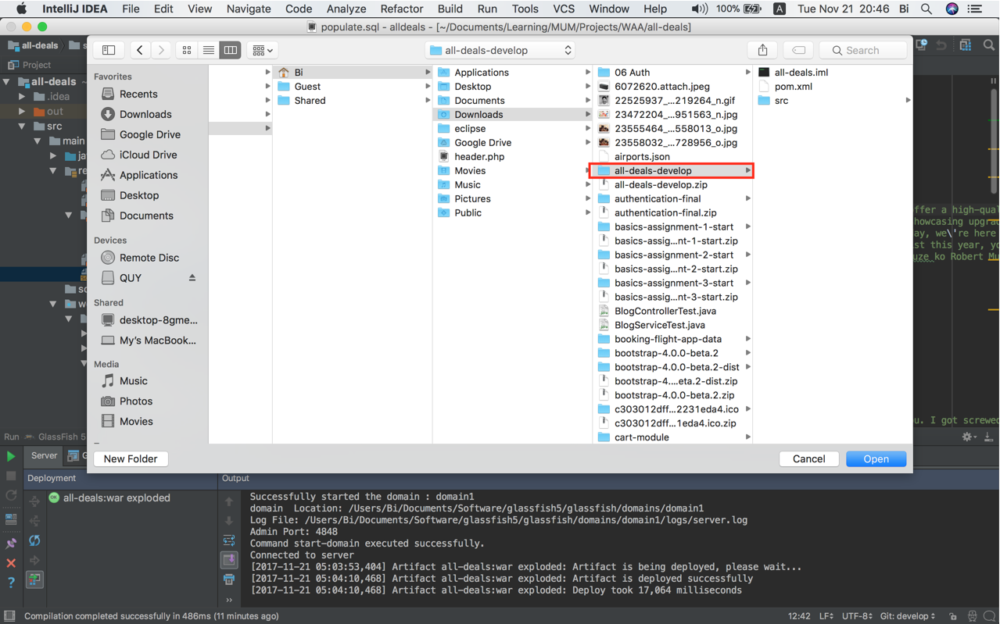 IntelliJ IDEA File Edit View Navigate Code Analyze Refactor Build Run Tools VCS Window Help 100% A Tue Nov 21 20:46 Bi
populate.sql - alldeals - [~/Documents/Learning/MUM/Projects/WAA/all-deals]
all-deals
Project
all-deals
.idea
out
src
main
all-deals-develop
Search
Favorites
Recents
Downloads
Google Drive
iCloud Drive
Applications
Desktop
Documents
Devices
Remote Disc
QUY
Shared
desktop-8gme...
My's MacBook...
Media
Music
Photos
Movies
Bi
Guest
Shared
Applications
Desktop
Documents
Downloads
eclipse
Google Drive
header.php
Movies
Music
Pictures
Public
06 Auth
6072620.attach.jpeg
22525937_...219264_n.gif
23472204_...951563_n.jpg
23555464_...558013_o.jpg
23558032_...728956_o.jpg
airports.json
all-deals-develop
all-deals-develop.zip
authentication-final
authentication-final.zip
basics-assignment-1-start
basics-assig...nt-1-start.zip
basics-assignment-2-start
basics-assig...nt-2-start.zip
basics-assignment-3-start
basics-assig...nt-3-start.zip
BlogControllerTest.java
BlogServiceTest.java
booking-flight-app-data
bootstrap-4.0.0-beta.2
bootstrap-4.0.0-beta.2-dist
bootstrap-4....eta.2-dist.zip
bootstrap-4.0.0-beta.2.zip
c303012dff...2231eda4.ico
c303012dff...1eda4.ico.zip
cart-module
all-deals.iml
pom.xml
src
ffer a high-qual
howcasing upgrad
ay, we\'re here
st this year, yo
uze ko Robert Mu
u. I got screwed
New Folder
Cancel
Open
Run GlassFish 5
Server
Deployment
Output
all-deals:war exploded
Successfully started the domain : domain1
domain Location: /Users/Bi/Documents/Software/glassfish5/glassfish/domains/domain1
Log File: /Users/Bi/Documents/Software/glassfish5/glassfish/domains/domain1/logs/server.log
Admin Port: 4848
Command start-domain executed successfully.
Connected to server
[2017-11-21 05:03:53,404] Artifact all-deals:war exploded: Artifact is being deployed, please wait...
[2017-11-21 05:04:10,468] Artifact all-deals:war exploded: Artifact is deployed successfully
[2017-11-21 05:04:10,468] Artifact all-deals:war exploded: Deploy took 17,064 milliseconds
Compilation completed successfully in 486ms (11 minutes ago)
12:42 LF UTF-8 Git: develop